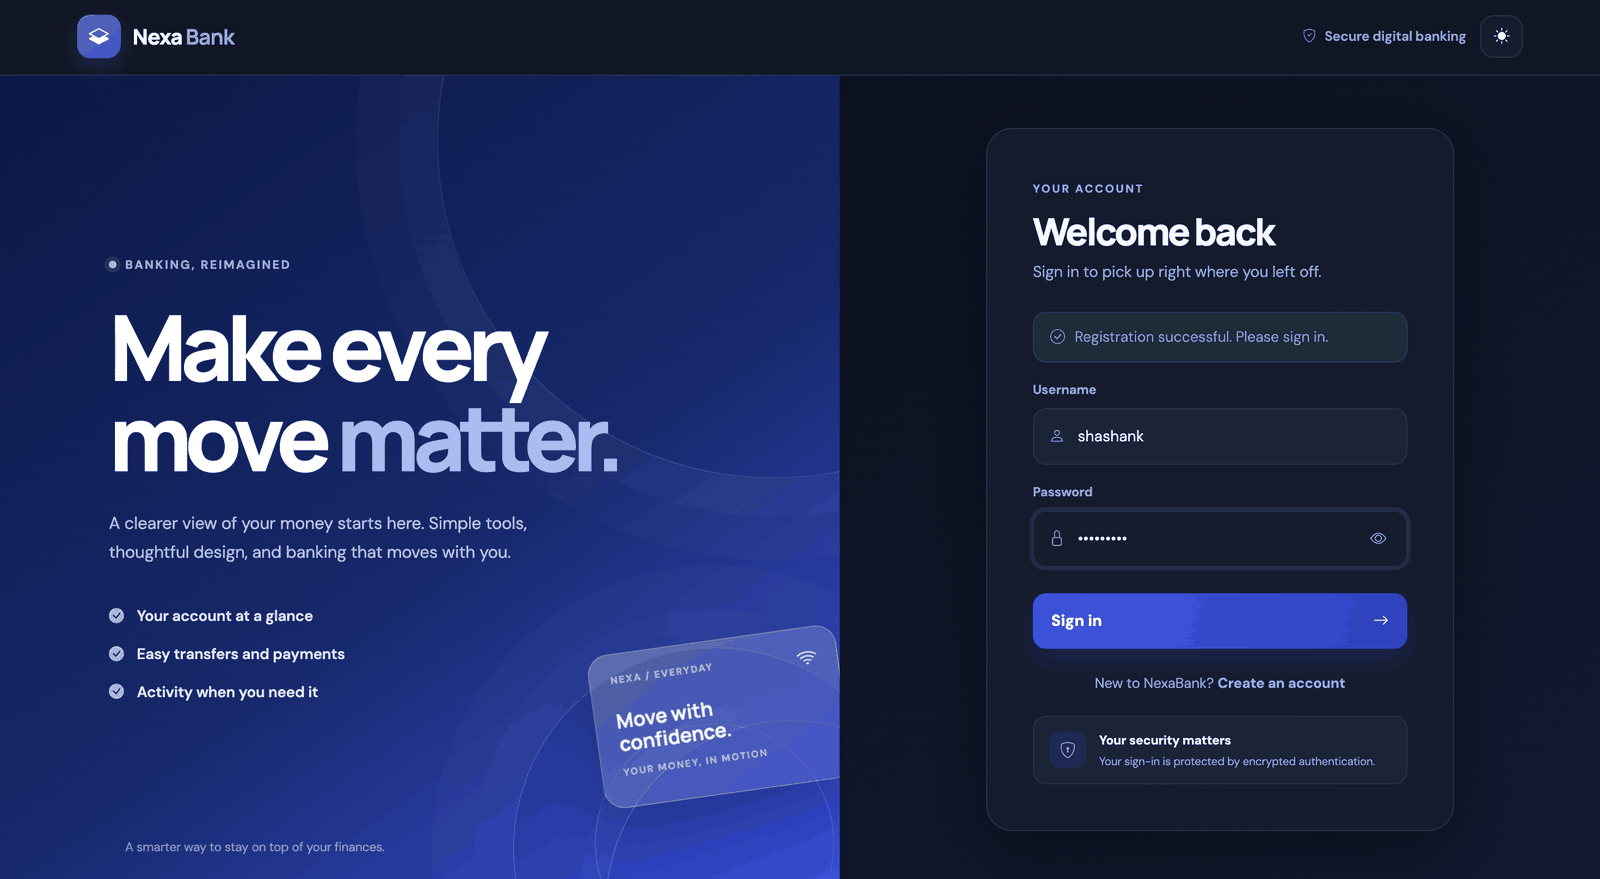 Nexa Bank
Secure digital banking
BANKING, REIMAGINED
Make every
move matter.
A clearer view of your money starts here. Simple tools,
thoughtful design, and banking that moves with you.
Your account at a glance
Easy transfers and payments
Activity when you need it
NEXA / EVERYDAY
Move with
confidence.
YOUR MONEY, IN MOTION
A smarter way to stay on top of your finances.
YOUR ACCOUNT
Welcome back
Sign in to pick up right where you left off.
Registration successful. Please sign in.
Username
shashank
Password
•••••••••
Sign in
New to NexaBank? Create an account
Your security matters
Your sign-in is protected by encrypted authentication.